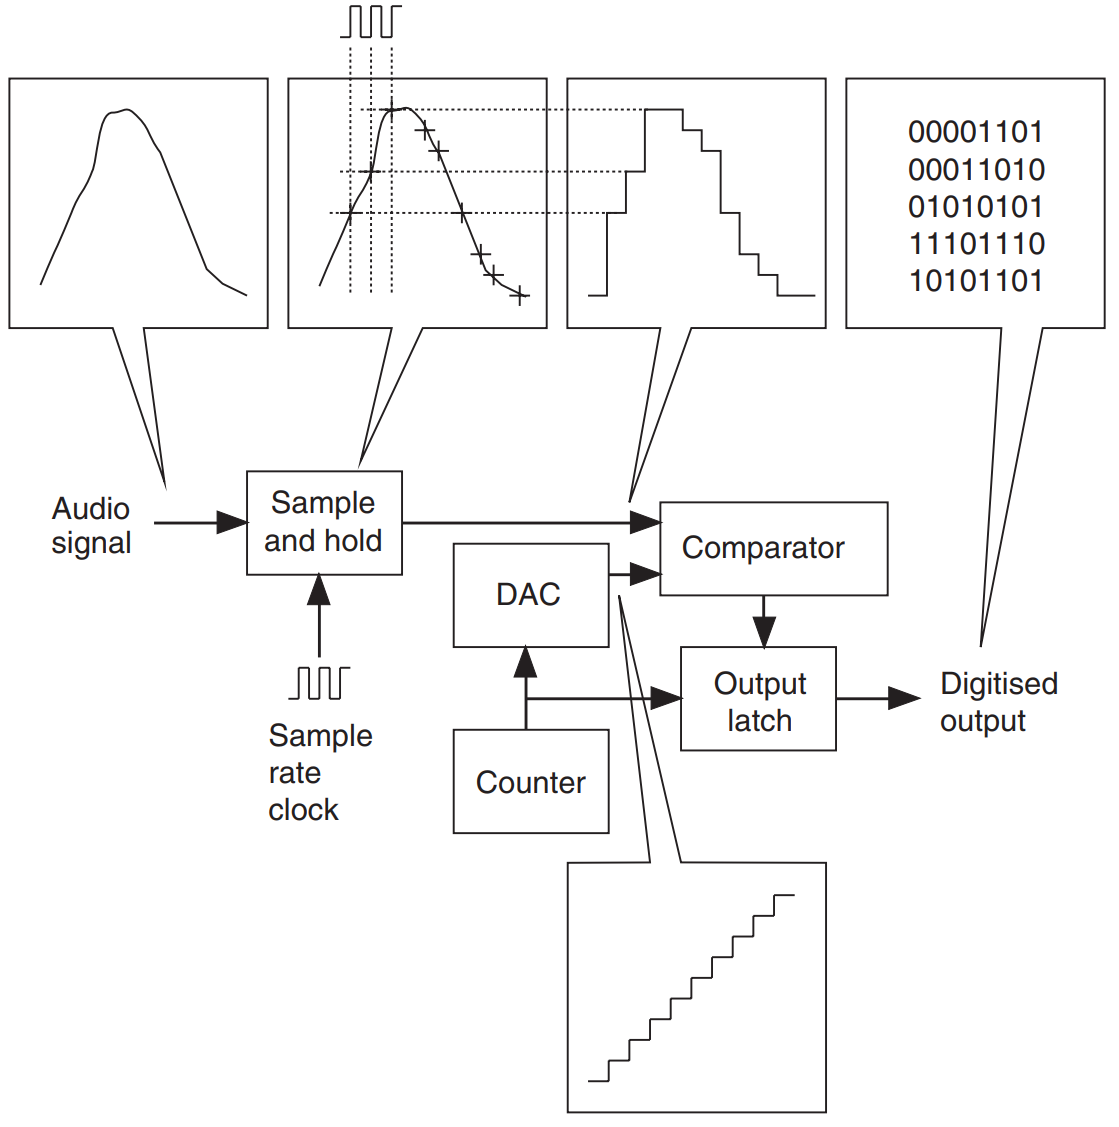 00001101
00011010
01010101
11101110
10101101
Audio
signal
Sample
and hold
Comparator
DAC
Output
latch
Digitised
output
Sample
rate
clock
Counter